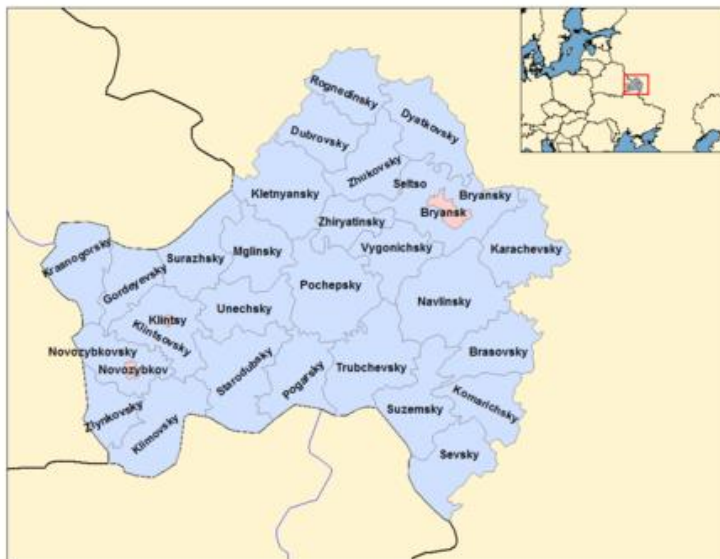 Rognedinsky
Dyatkovsky
Dubrovsky
Zhukovsky
Kletnyansky
Seltso
Bryansky
Bryansk
Zhiryatinsky
Vygonichsky
Karachevsky
Krasnogorsky
Gordeyevsky
Surazhsky
Mglinsky
Pochepsky
Navlinsky
Unechsky
Klintsy
Klintsovsky
Novozybkovsky
Novozybkov
Starodubsky
Pogarsky
Trubchevsky
Brasovsky
Zlynkovsky
Klimovsky
Suzemsky
Komarichsky
Sevsky